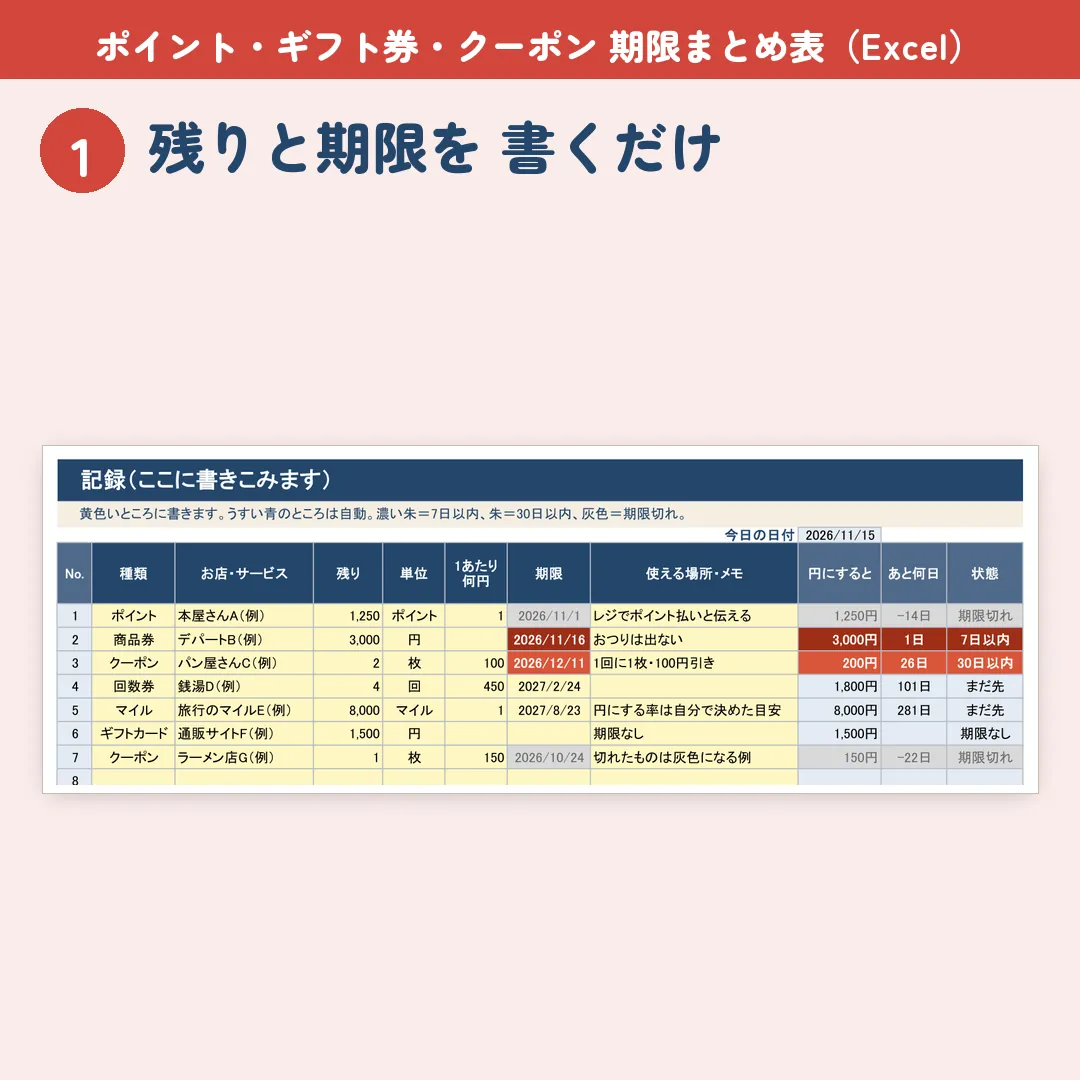 ポイント・ギフト券・クーポン 期限まとめ表（Excel）
1 残りと期限を 書くだけ
記録（ここに書きこみます）
黄色いところに書きます。うすい青のところは自動。濃い朱＝7日以内、朱＝30日以内、灰色＝期限切れ。
今日の日付 2026/11/15
No. 種類 お店・サービス 残り 単位 1あたり何円 期限 使える場所・メモ 円にすると あと何日 状態
1 ポイント 本屋さんA（例） 1,250 ポイント 1 2026/11/1 レジでポイント払いと伝える 1,250円 -14日 期限切れ
2 商品券 デパートB（例） 3,000 円 2026/11/16 おつりは出ない 3,000円 1日 7日以内
3 クーポン パン屋さんC（例） 2 枚 100 2026/12/11 1回に1枚・100円引き 200円 26日 30日以内
4 回数券 銭湯D（例） 4 回 450 2027/2/24 1,800円 101日 まだ先
5 マイル 旅行のマイルE（例） 8,000 マイル 1 2027/8/23 円にする率は自分で決めた目安 8,000円 281日 まだ先
6 ギフトカード 通販サイトF（例） 1,500 円 期限なし 1,500円 期限なし
7 クーポン ラーメン店G（例） 1 枚 150 2026/10/24 切れたものは灰色になる例 150円 -22日 期限切れ
8